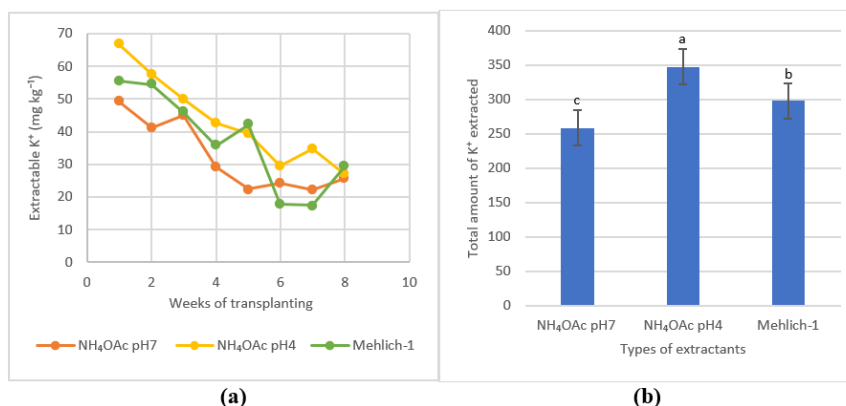 Extractable K⁺ (mg kg⁻¹)
70
60
50
40
30
20
10
0
0 2 4 6 8 10
Weeks of transplanting
NH₄OAc pH7 NH₄OAc pH4 Mehlich-1
(a)
Total amount of K⁺ extracted
400
350
300
250
200
150
100
50
0
c
a
b
NH₄OAc pH7 NH₄OAc pH4 Mehlich-1
Types of extractants
(b)